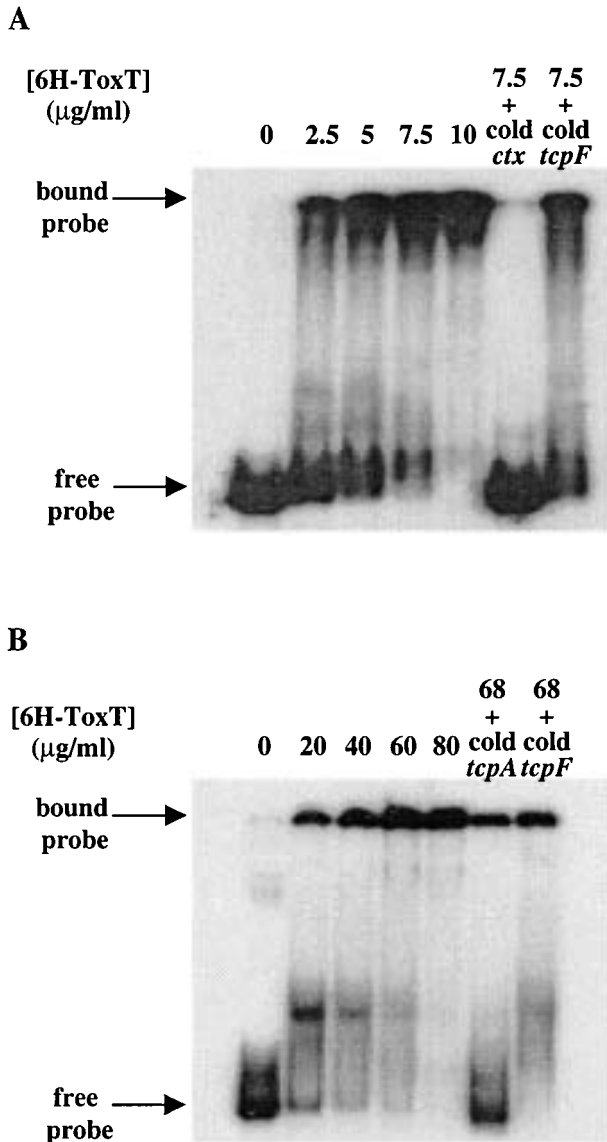 A
[6H-ToxT]
(μg/ml)
0 2.5 5 7.5 10
7.5
+
cold
ctx
7.5
+
cold
tcpF
bound
probe
free
probe
B
[6H-ToxT]
(μg/ml)
0 20 40 60 80
68
+
cold
tcpA
68
+
cold
tcpF
bound
probe
free
probe